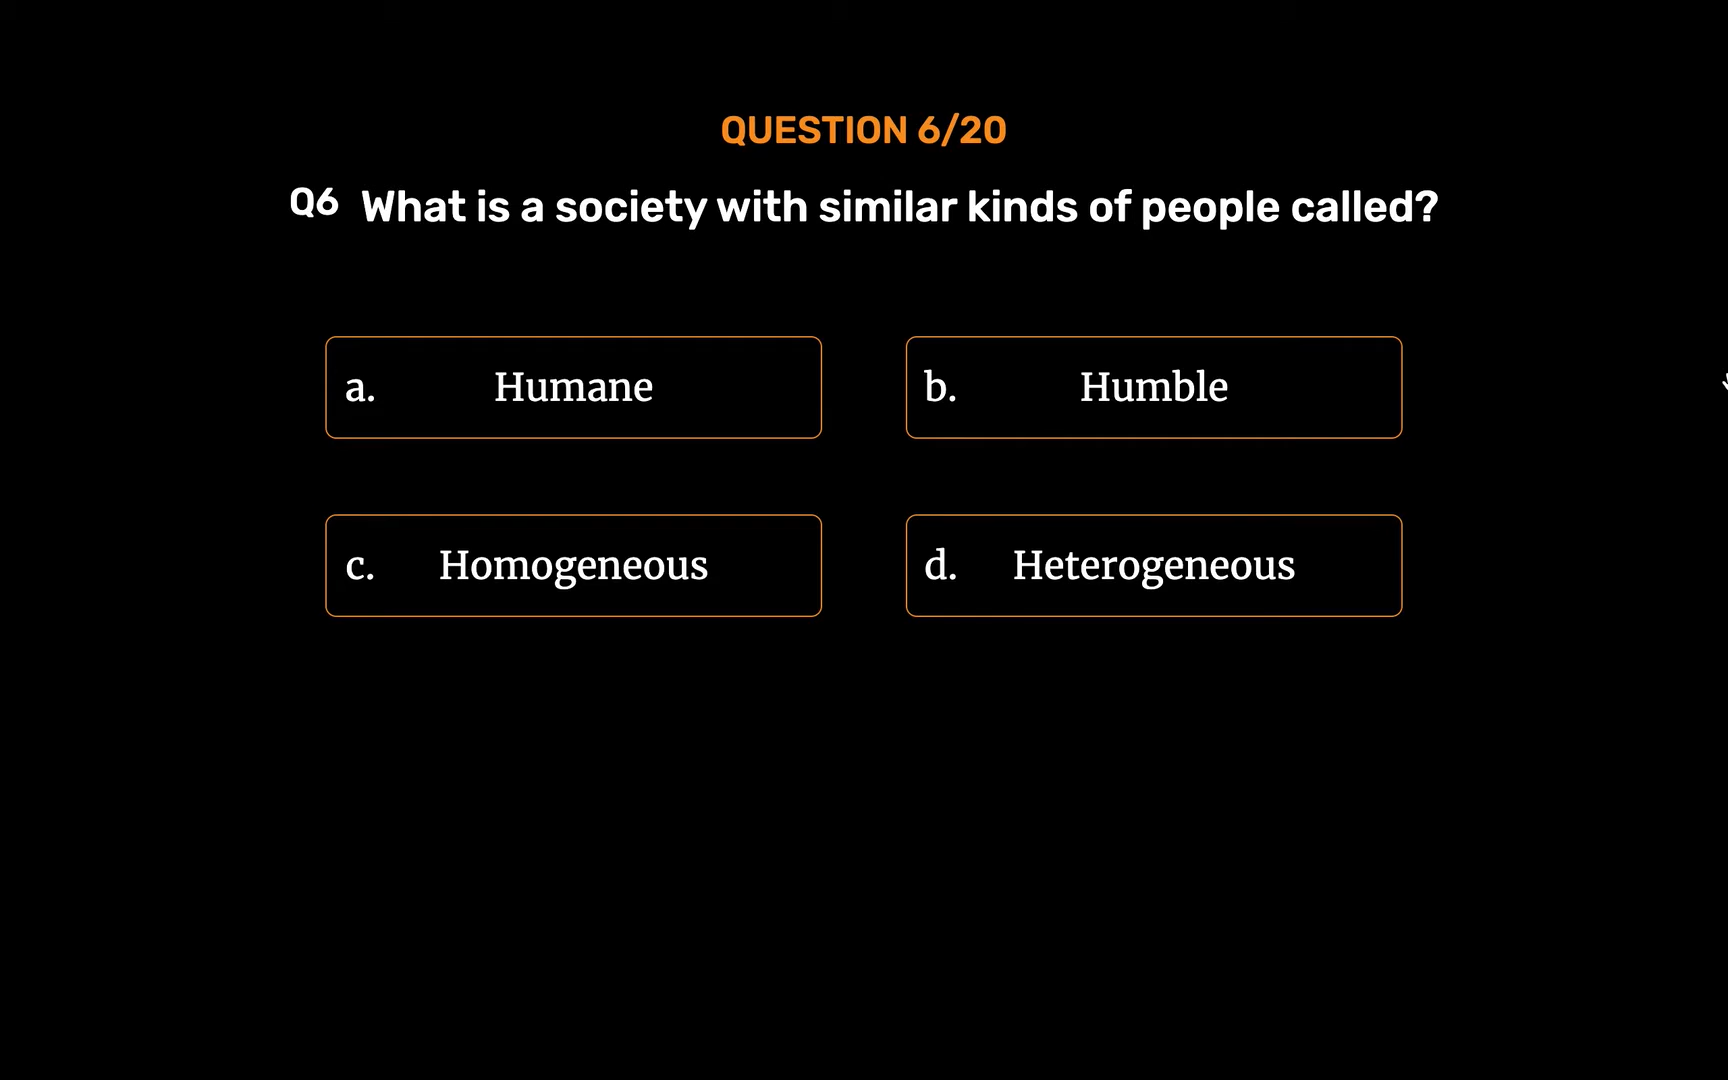 QUESTION 6/20
Q6 What is a society with similar kinds of people called?
a. Humane
b. Humble
c. Homogeneous
d. Heterogeneous